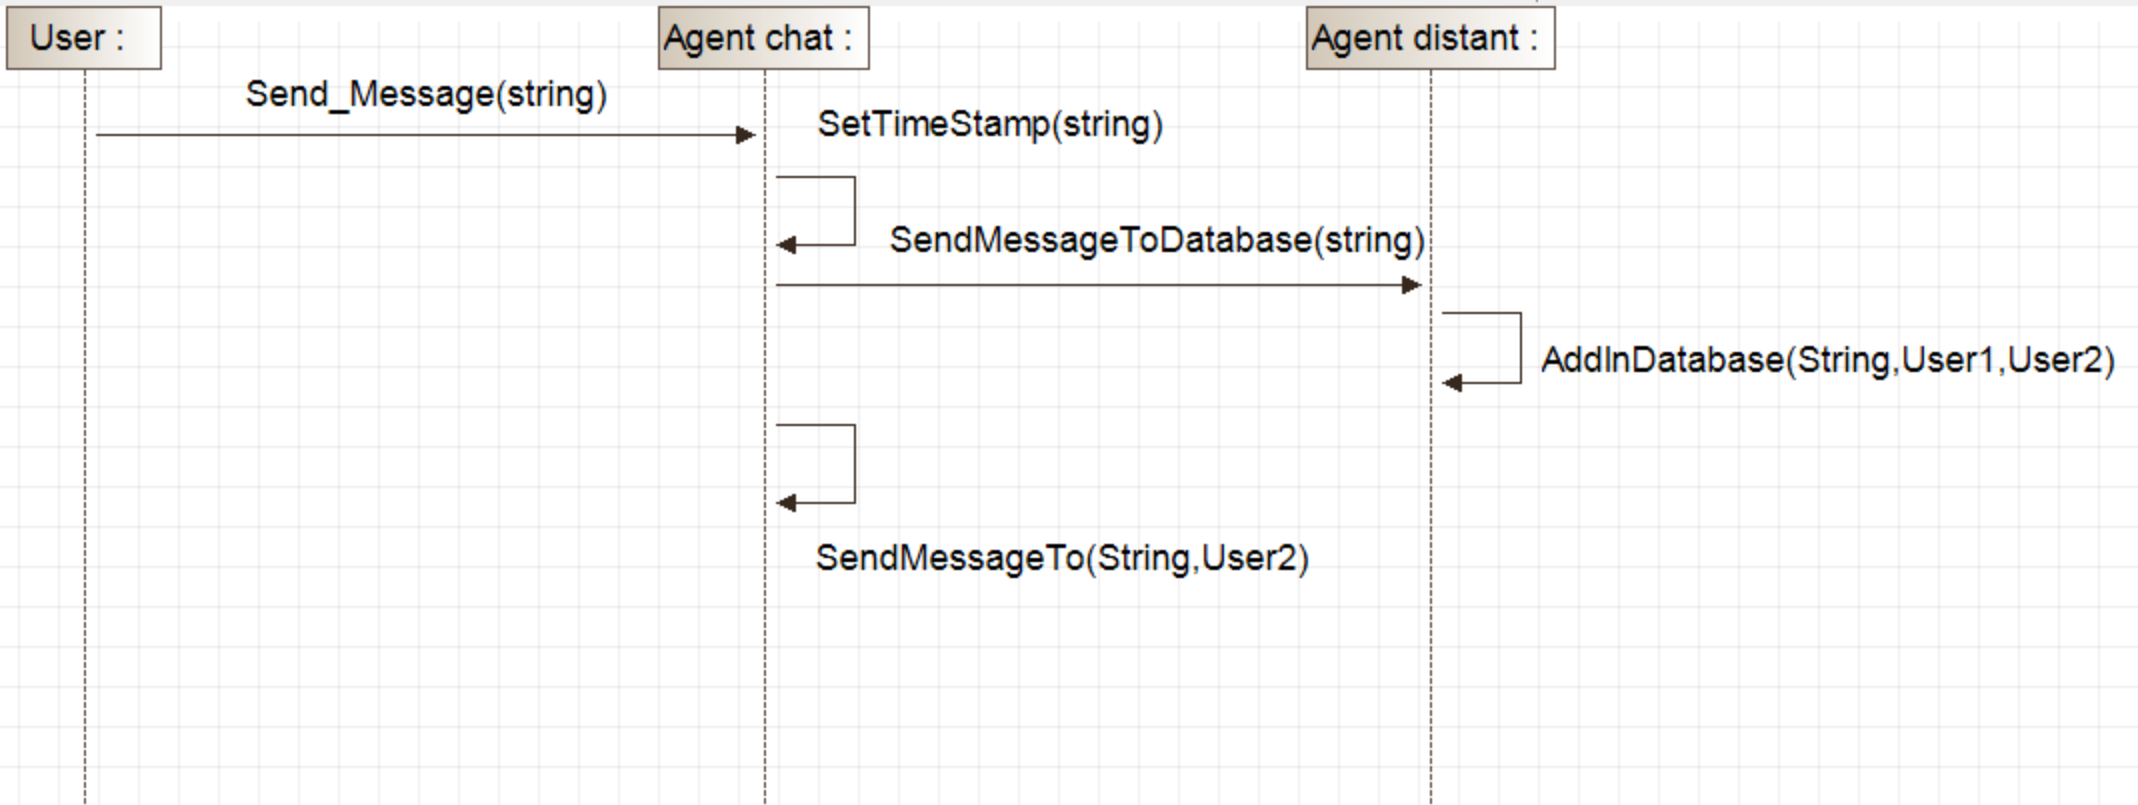 User :
Agent chat :
Agent distant :
Send_Message(string)
SetTimeStamp(string)
SendMessageToDatabase(string)
AddInDatabase(String,User1,User2)
SendMessageTo(String,User2)